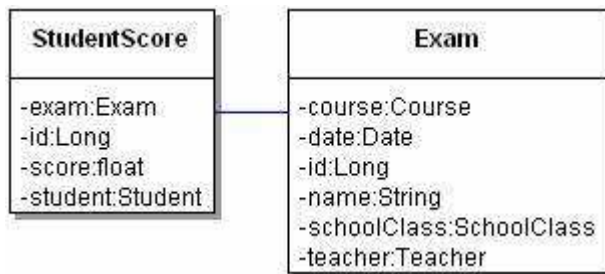 StudentScore
-exam:Exam
-id:Long
-score:float
-student:Student
Exam
-course:Course
-date:Date
-id:Long
-name:String
-schoolClass:SchoolClass
-teacher:Teacher